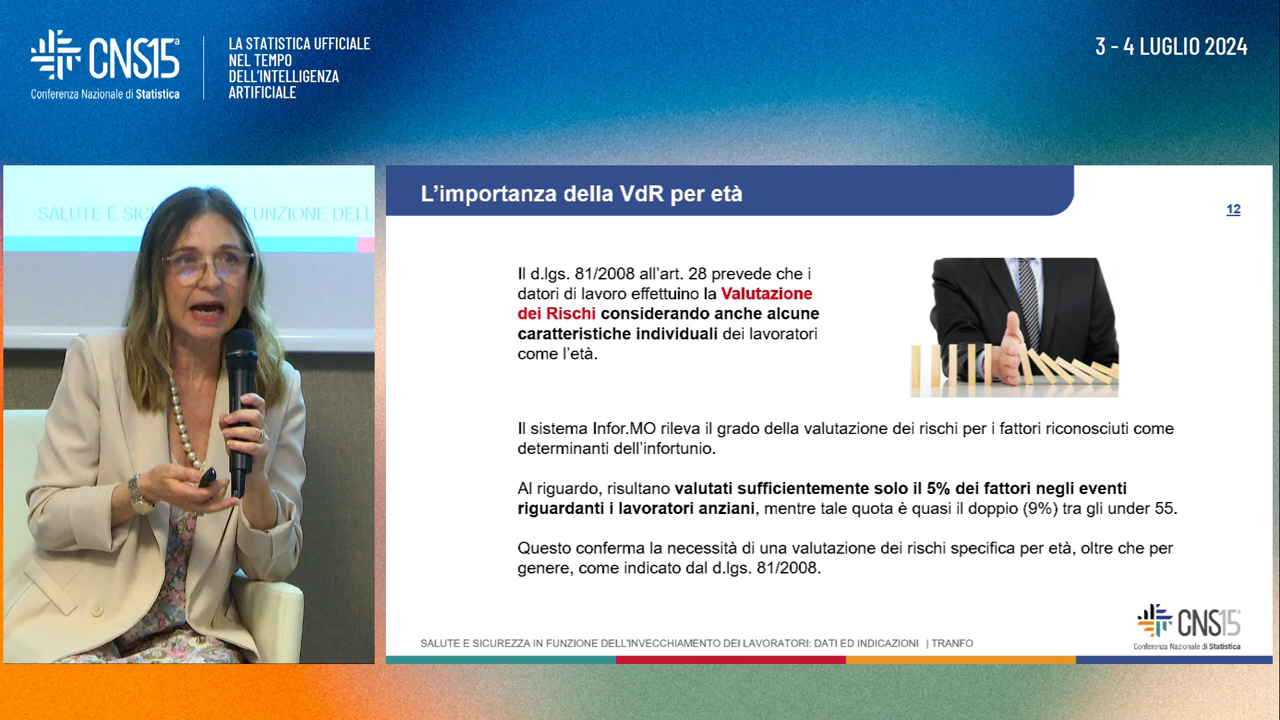 CNS15ª
Conferenza Nazionale di Statistica
LA STATISTICA UFFICIALE
NEL TEMPO
DELL'INTELLIGENZA
ARTIFICIALE
3 - 4 LUGLIO 2024
SALUTE E SIC FUNZIONE DELL
L'importanza della VdR per età
12
Il d.lgs. 81/2008 all'art. 28 prevede che i
datori di lavoro effettuino la Valutazione
dei Rischi considerando anche alcune
caratteristiche individuali dei lavoratori
come l'età.
Il sistema Infor.MO rileva il grado della valutazione dei rischi per i fattori riconosciuti come
determinanti dell'infortunio.
Al riguardo, risultano valutati sufficientemente solo il 5% dei fattori negli eventi
riguardanti i lavoratori anziani, mentre tale quota è quasi il doppio (9%) tra gli under 55.
Questo conferma la necessità di una valutazione dei rischi specifica per età, oltre che per
genere, come indicato dal d.lgs. 81/2008.
SALUTE E SICUREZZA IN FUNZIONE DELL'INVECCHIAMENTO DEI LAVORATORI: DATI ED INDICAZIONI | TRANFO
CNS15
Conferenza Nazionale di Statistica